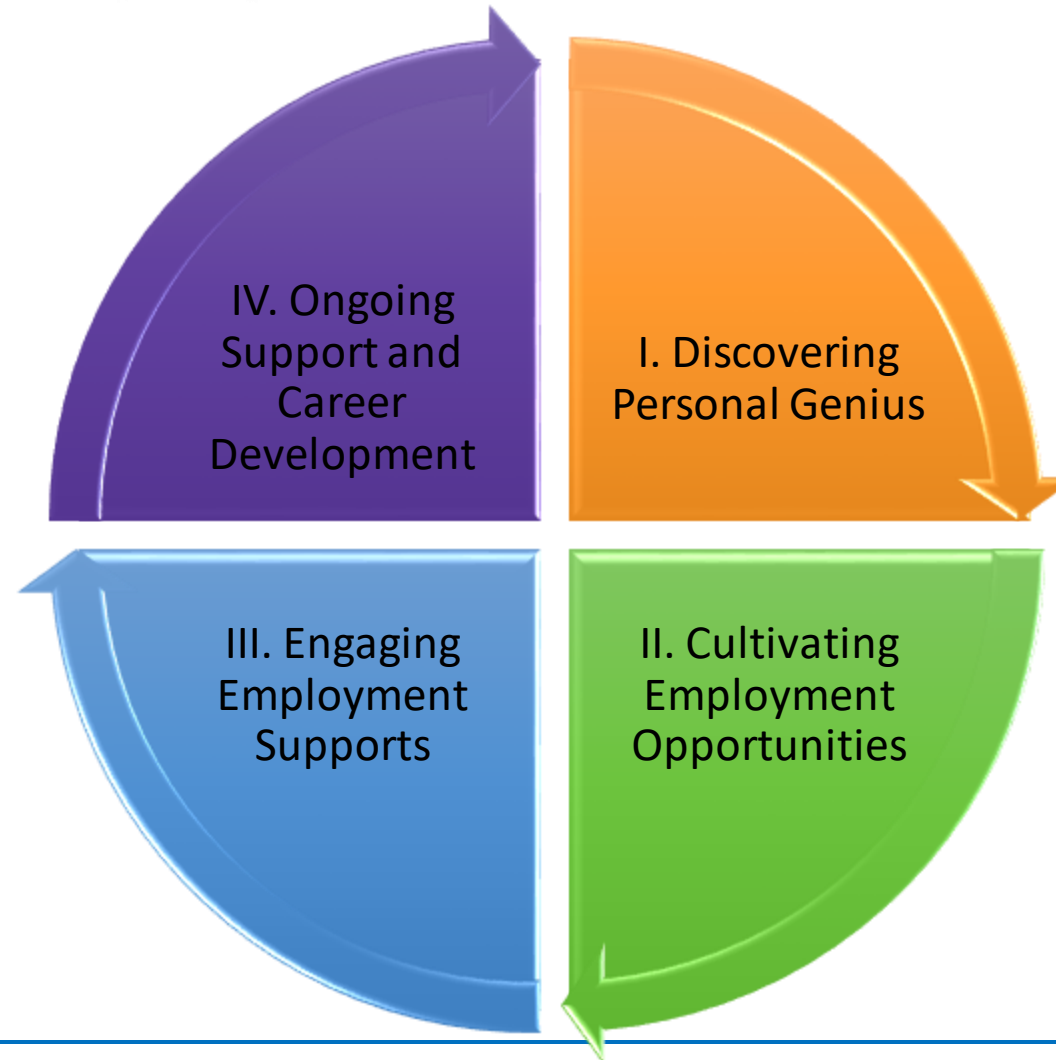 I. Discovering
Personal Genius
II. Cultivating
Employment
Opportunities
III. Engaging
Employment
Supports
IV. Ongoing
Support and
Career
Development